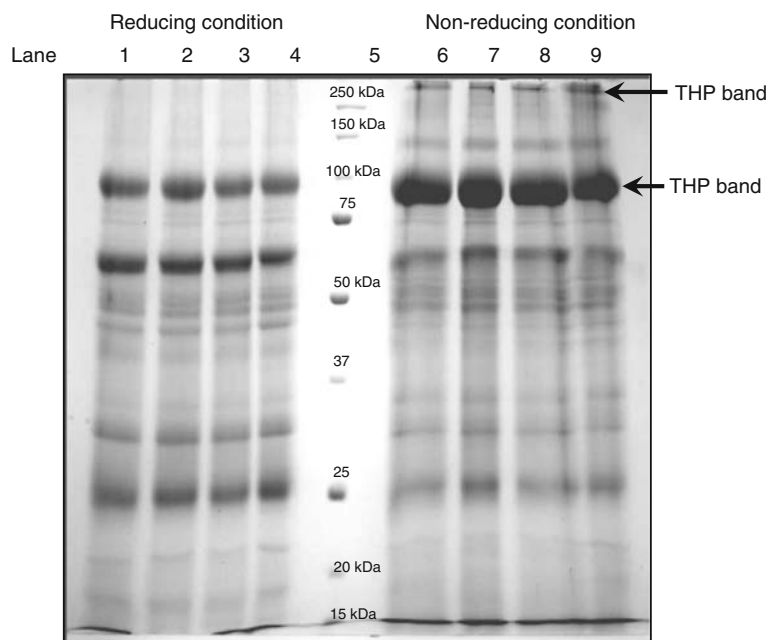 Reducing condition Non-reducing condition
Lane 1 2 3 4 5 6 7 8 9
250 kDa
THP band
150 kDa
100 kDa
THP band
75
50 kDa
37
25
20 kDa
15 kDa